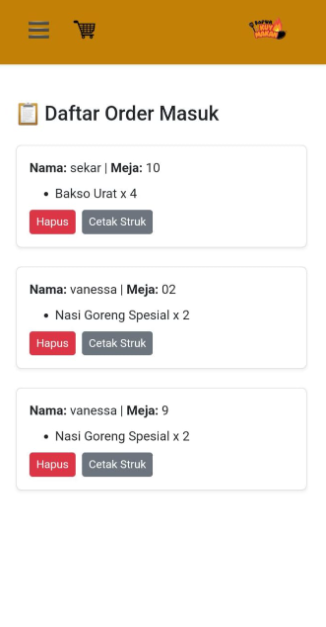 Daftar Order Masuk
Nama: sekar | Meja: 10
• Bakso Urat x 4
Hapus Cetak Struk
Nama: vanessa | Meja: 02
• Nasi Goreng Spesial x 2
Hapus Cetak Struk
Nama: vanessa | Meja: 9
• Nasi Goreng Spesial x 2
Hapus Cetak Struk